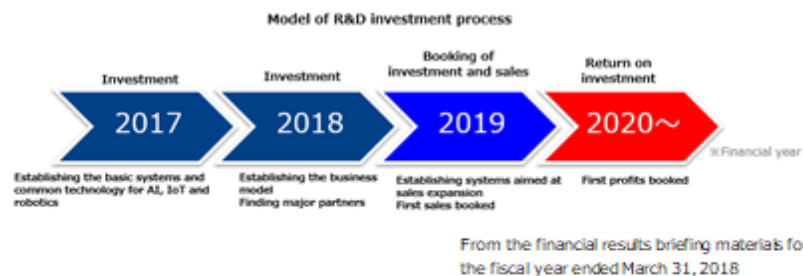 Model of R&D investment process
Investment
Investment
Booking of
investment and sales
Return on
investment
2017
2018
2019
2020～
※Financial year
Establishing the basic systems and
common technology for AI, IoT and
robotics
Establishing the business
model
Finding major partners
Establishing systems aimed at
sales expansion
First sales booked
First profits booked
From the financial results briefing materials fo
the fiscal year ended March 31, 2018